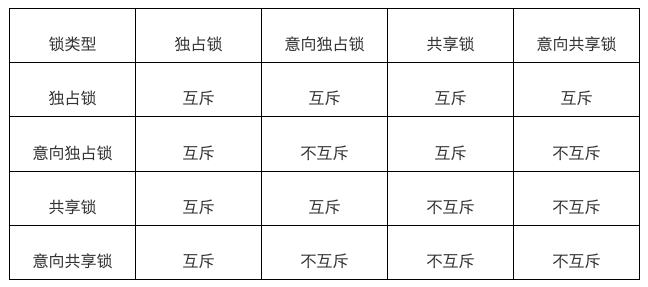 锁类型 独占锁 意向独占锁 共享锁 意向共享锁
独占锁 互斥 互斥 互斥 互斥
意向独占锁 互斥 不互斥 互斥 不互斥
共享锁 互斥 互斥 不互斥 不互斥
意向共享锁 互斥 不互斥 不互斥 不互斥